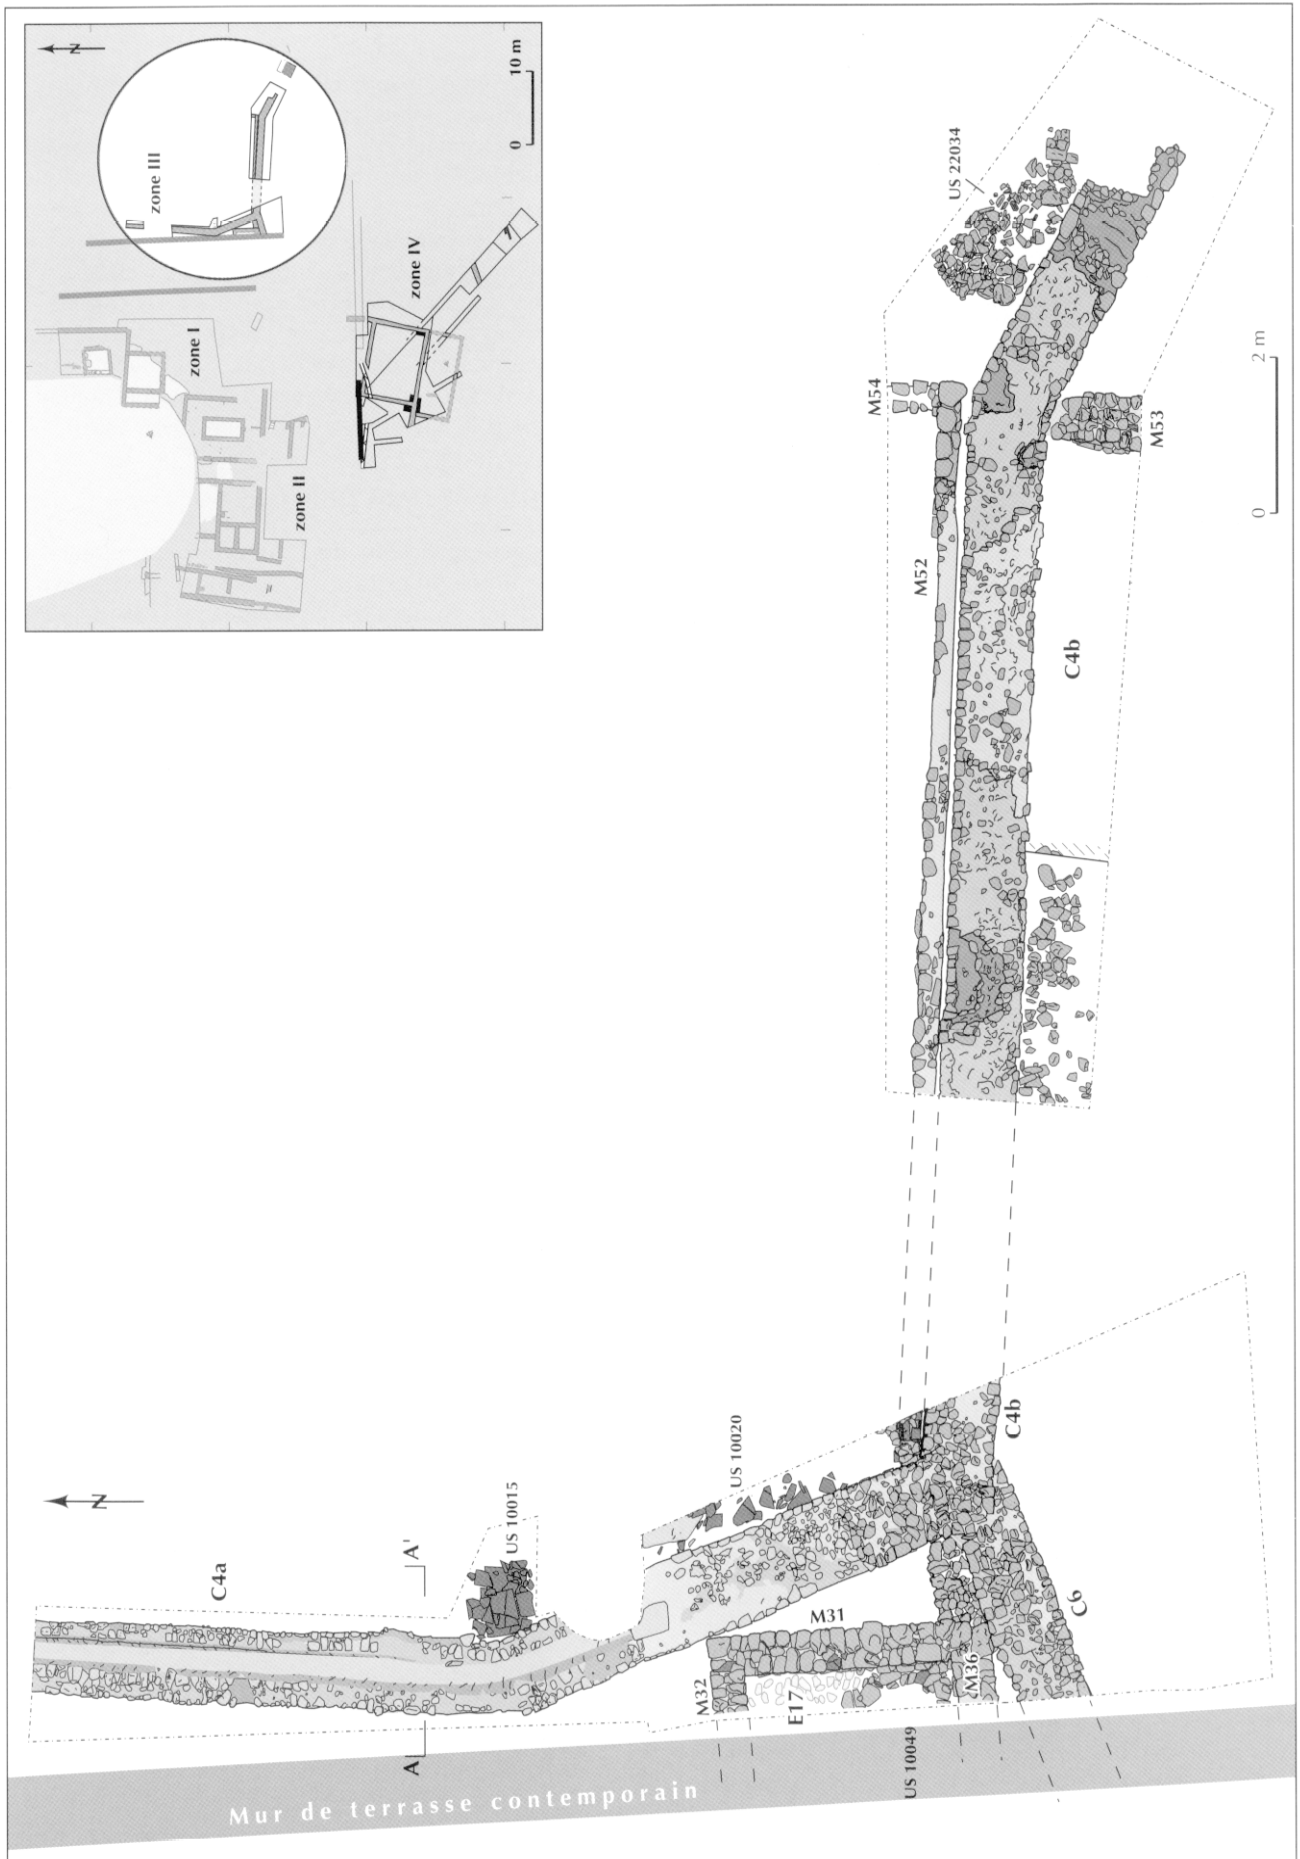 N
zone III
10 m
0
zone I
zone II
zone IV
US 22034
M54
M53
M52
C4b
2 m
0
N
C4a
A'
A
US 10015
US 10020
C4b
M31
M32
E17
M36
C6
US 10049
Mur de terrasse contemporain